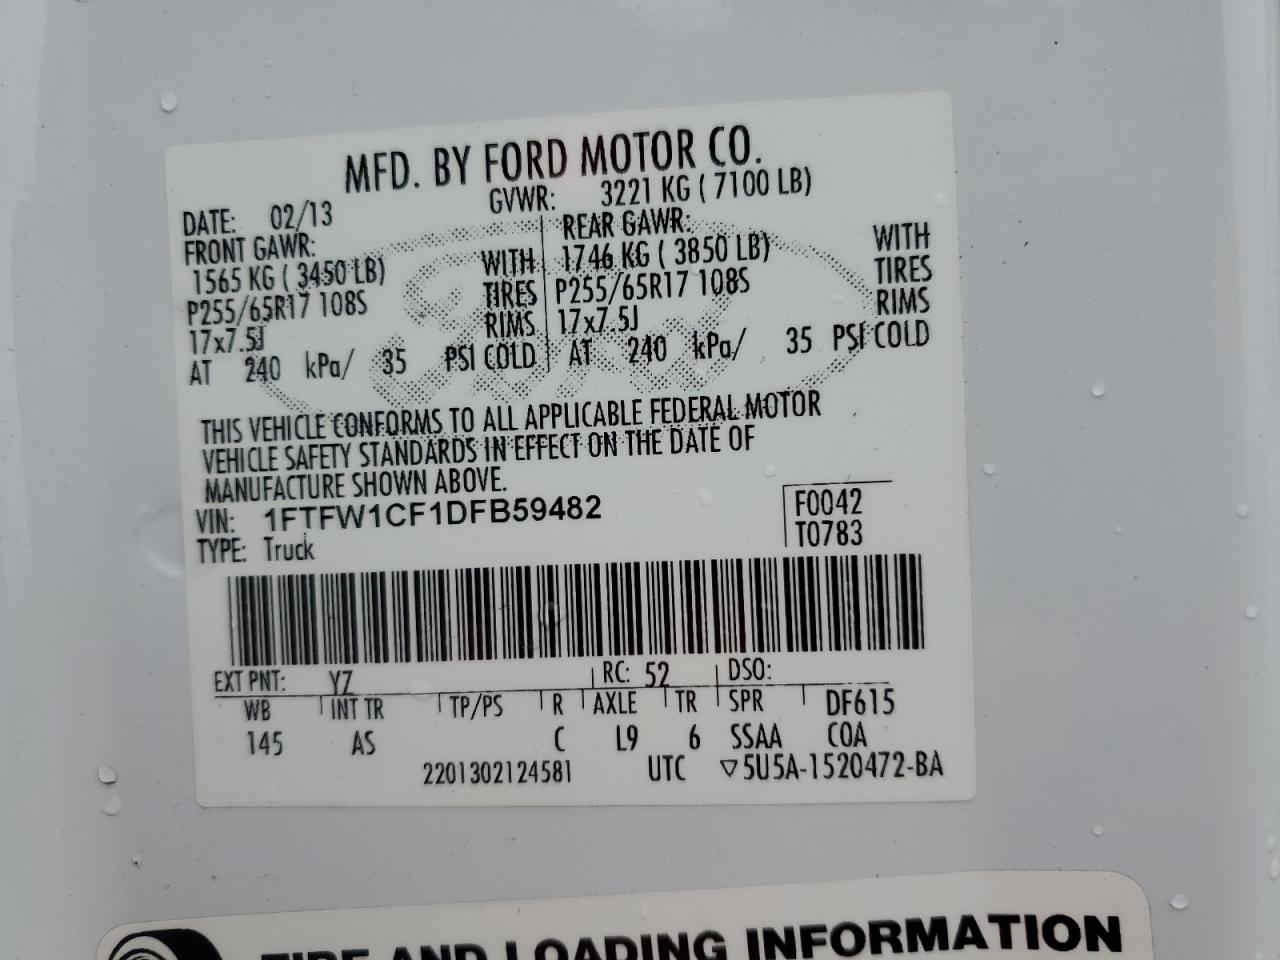 MFD. BY FORD MOTOR CO.
DATE: 02/13 GVWR: 3221 KG ( 7100 LB)
FRONT GAWR: REAR GAWR:
1565 KG ( 3450 LB) WITH 1746 KG ( 3850 LB) WITH
P255/65R17 108S TIRES P255/65R17 108S TIRES
17x7.5J RIMS 17x7.5J RIMS
AT 240 kPa/ 35 PSI COLD AT 240 kPa/ 35 PSI COLD
THIS VEHICLE CONFORMS TO ALL APPLICABLE FEDERAL MOTOR
VEHICLE SAFETY STANDARDS IN EFFECT ON THE DATE OF
MANUFACTURE SHOWN ABOVE.
VIN: 1FTFW1CF1DFB59482 F0042
TYPE: Truck T0783
EXT PNT: YZ RC: 52 DSO:
WB INT TR TP/PS R AXLE TR SPR DF615
145 AS C L9 6 SSAA COA
2201302124581 UTC ▽5U5A-1520472-BA
TIRE AND LOADING INFORMATION